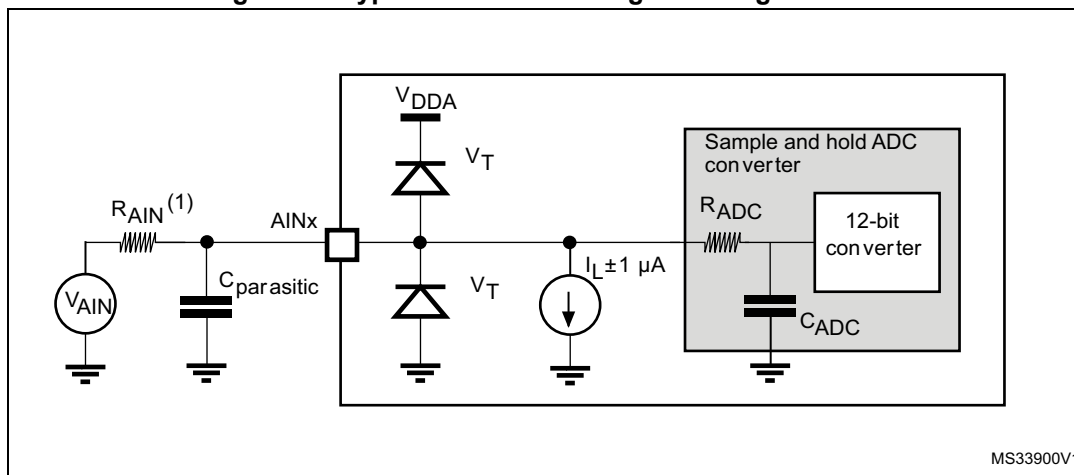 V_DDA
V_T
Sample and hold ADC
converter
R_AIN^(1)
AINx
R_ADC
12-bit
converter
I_L±1 µA
V_AIN
C_parasitic
V_T
C_ADC